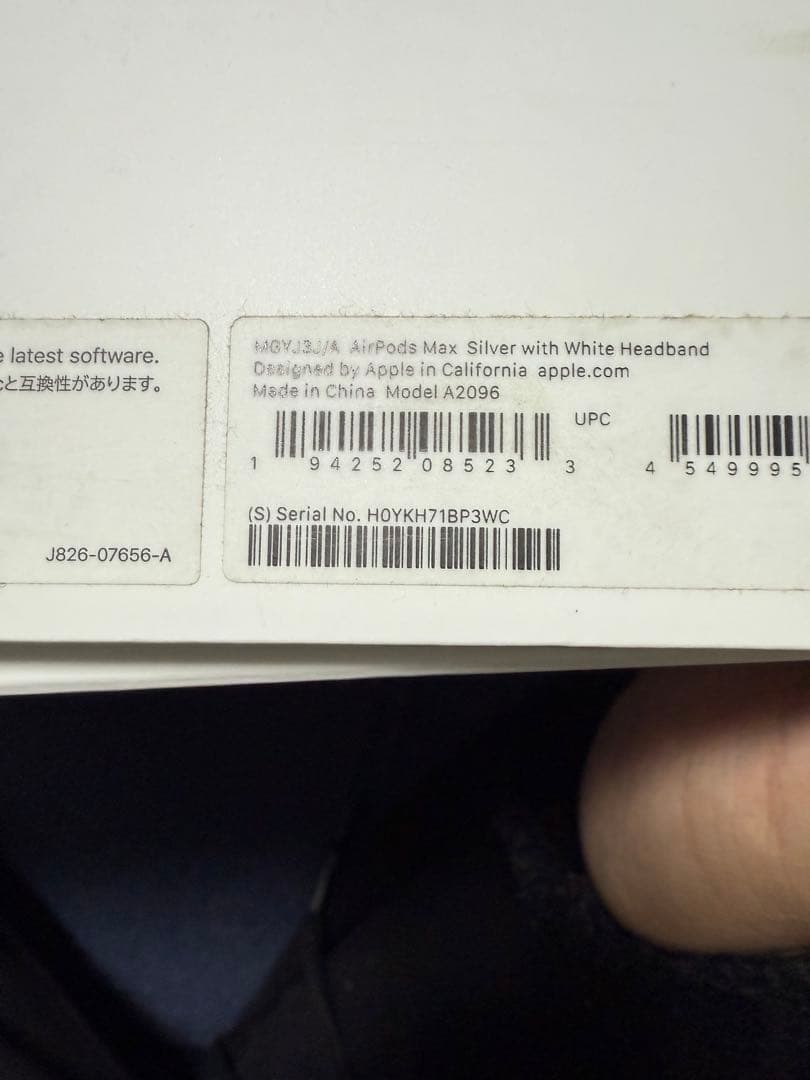 e latest software.
と互換性があります。
J826-07656-A
MGYJ3J/A AirPods Max Silver with White Headband
Designed by Apple in California apple.com
Made in China Model A2096
UPC
1 94252 08523 3
4 549995
(S) Serial No. H0YKH71BP3WC